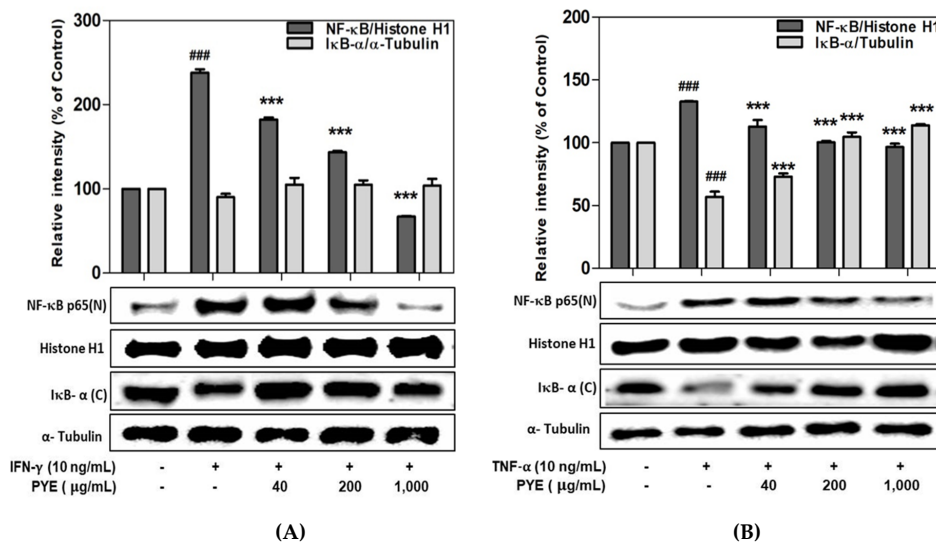 A
NF-κB/Histone H1
IκB-α/α-Tubulin
Relative intensity (% of Control)
300
200
100
0
###
***
***
***
NF-κB p65(N)
Histone H1
IκB- α (C)
α- Tubulin
IFN-γ (10 ng/mL) - + + + +
PYE ( μg/mL) - - 40 200 1,000
(A)
B
NF-κB/Histone H1
IκB-α/Tubulin
Relative intensity (% of Control)
200
150
100
50
0
###
###
***
***
*** ***
***
***
NF-κB p65(N)
Histone H1
IκB- α (C)
α- Tubulin
TNF-α (10 ng/mL) - + + + +
PYE ( μg/mL) - - 40 200 1,000
(B)